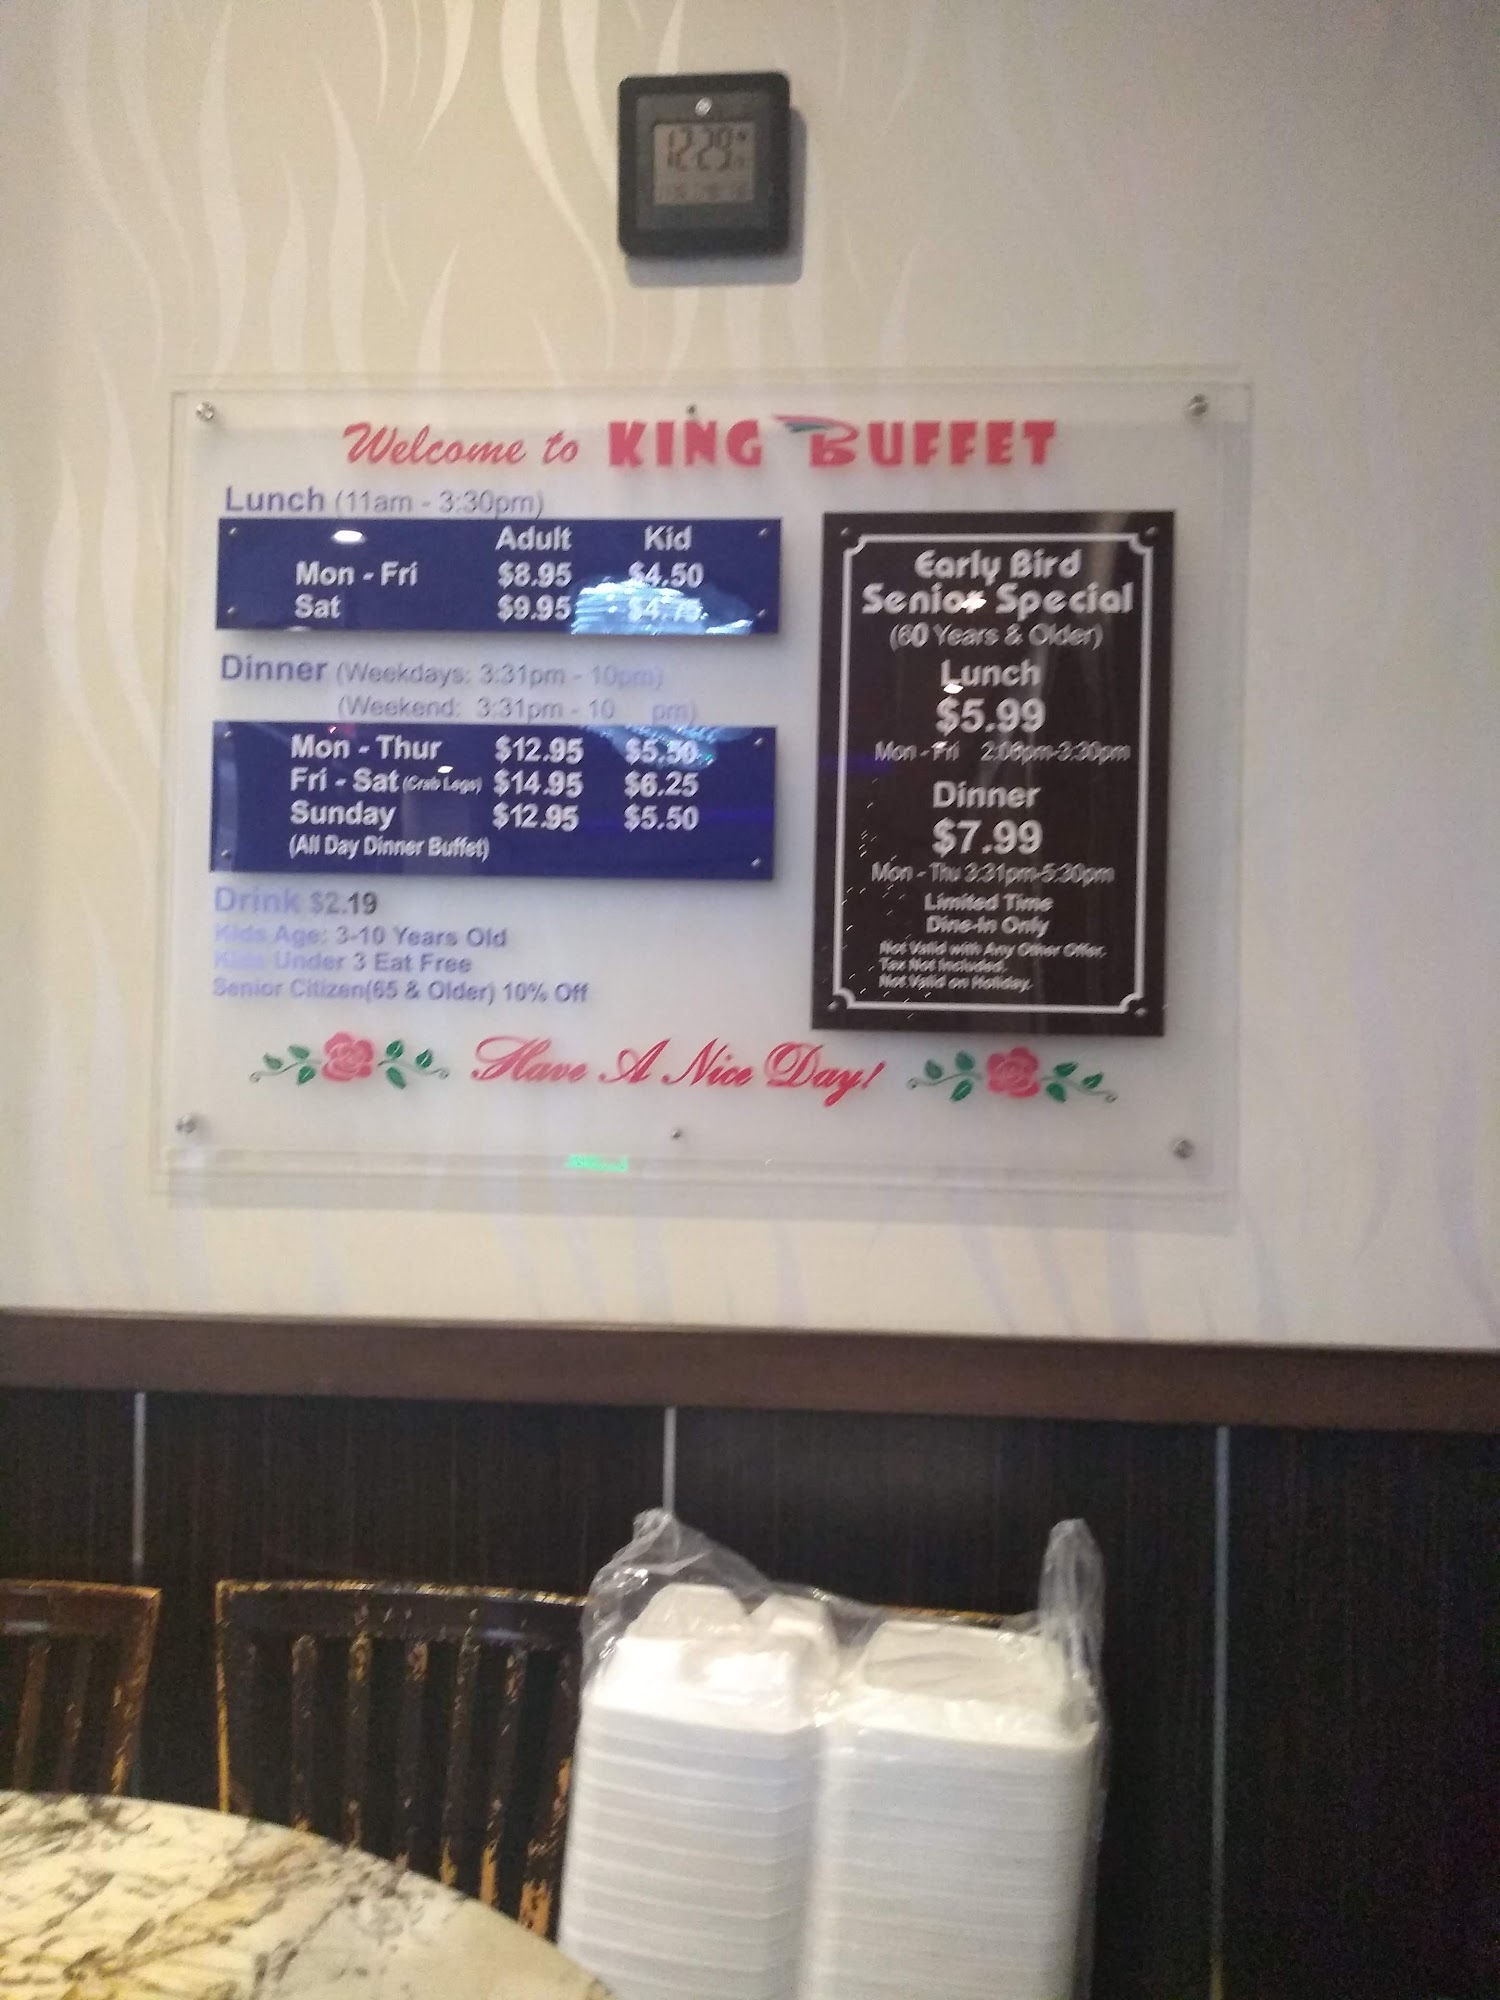 12:29
Welcome to KING BUFFET
Lunch (11am - 3:30pm)
Adult Kid
Mon - Fri $8.95 $4.50
Sat $9.95 $4.75
Dinner (Weekdays: 3:31pm - 10pm)
(Weekend: 3:31pm - 10 pm)
Mon - Thur $12.95 $5.50
Fri - Sat (Crab Legs) $14.95 $6.25
Sunday $12.95 $5.50
(All Day Dinner Buffet)
Drink $2.19
Kids Age: 3-10 Years Old
Kids Under 3 Eat Free
Senior Citizen(65 & Older) 10% Off
Early Bird
Senior Special
(60 Years & Older)
Lunch
$5.99
Mon - Fri 2:00pm-3:30pm
Dinner
$7.99
Mon - Thu 3:31pm-5:30pm
Limited Time
Dine-In Only
Not Valid with Any Other Offer.
Tax Not Included.
Not Valid on Holiday.
Have A Nice Day!